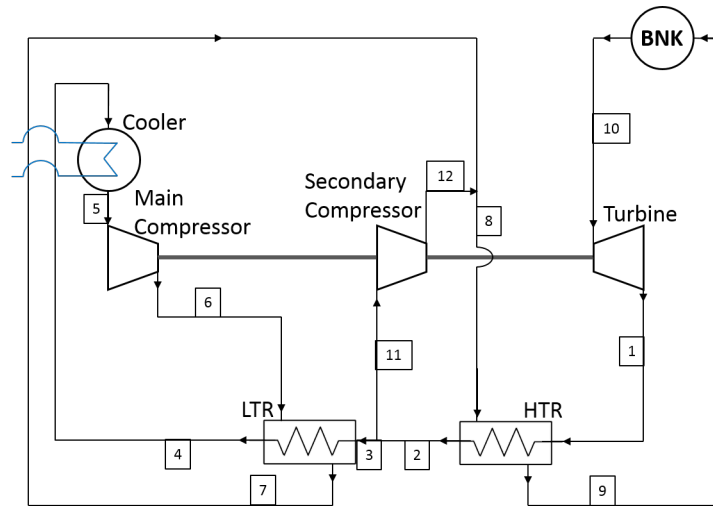 BNK
10
Cooler
Secondary
Compressor
12
5
Main
Compressor
8
Turbine
6
11
1
LTR
HTR
4
3
2
7
9